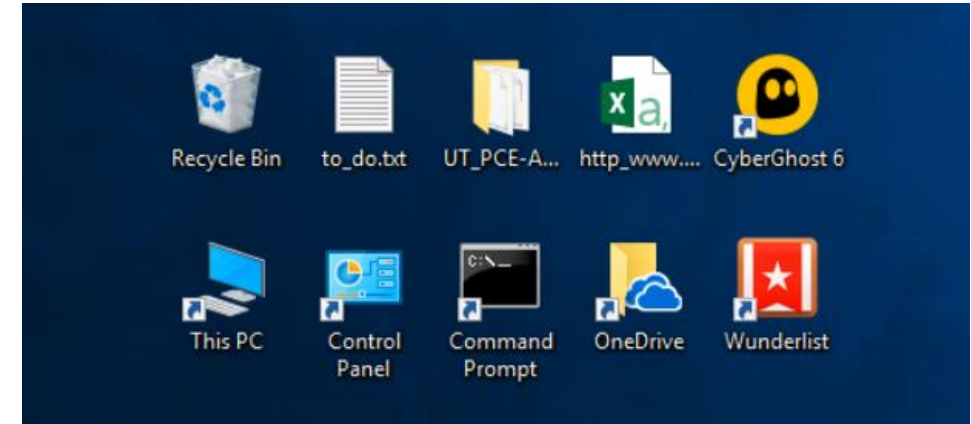 Recycle Bin
to_do.txt
UT_PCE-A...
X a,
http_www....
CyberGhost 6
This PC
Control
Panel
C:\_
Command
Prompt
OneDrive
Wunderlist